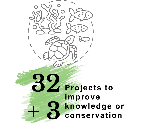 32 Projects to
improve
+ 3 knowledge or
conservation